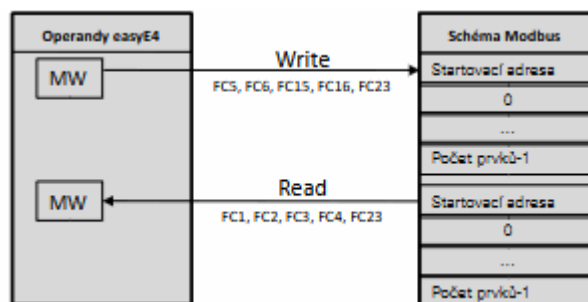 Operandy easyE4
MW
Write
FC5, FC6, FC15, FC16, FC23
MW
Read
FC1, FC2, FC3, FC4, FC23
Schéma Modbus
Startovací adresa
0
...
Počet prvků-1
Startovací adresa
0
...
Počet prvků-1